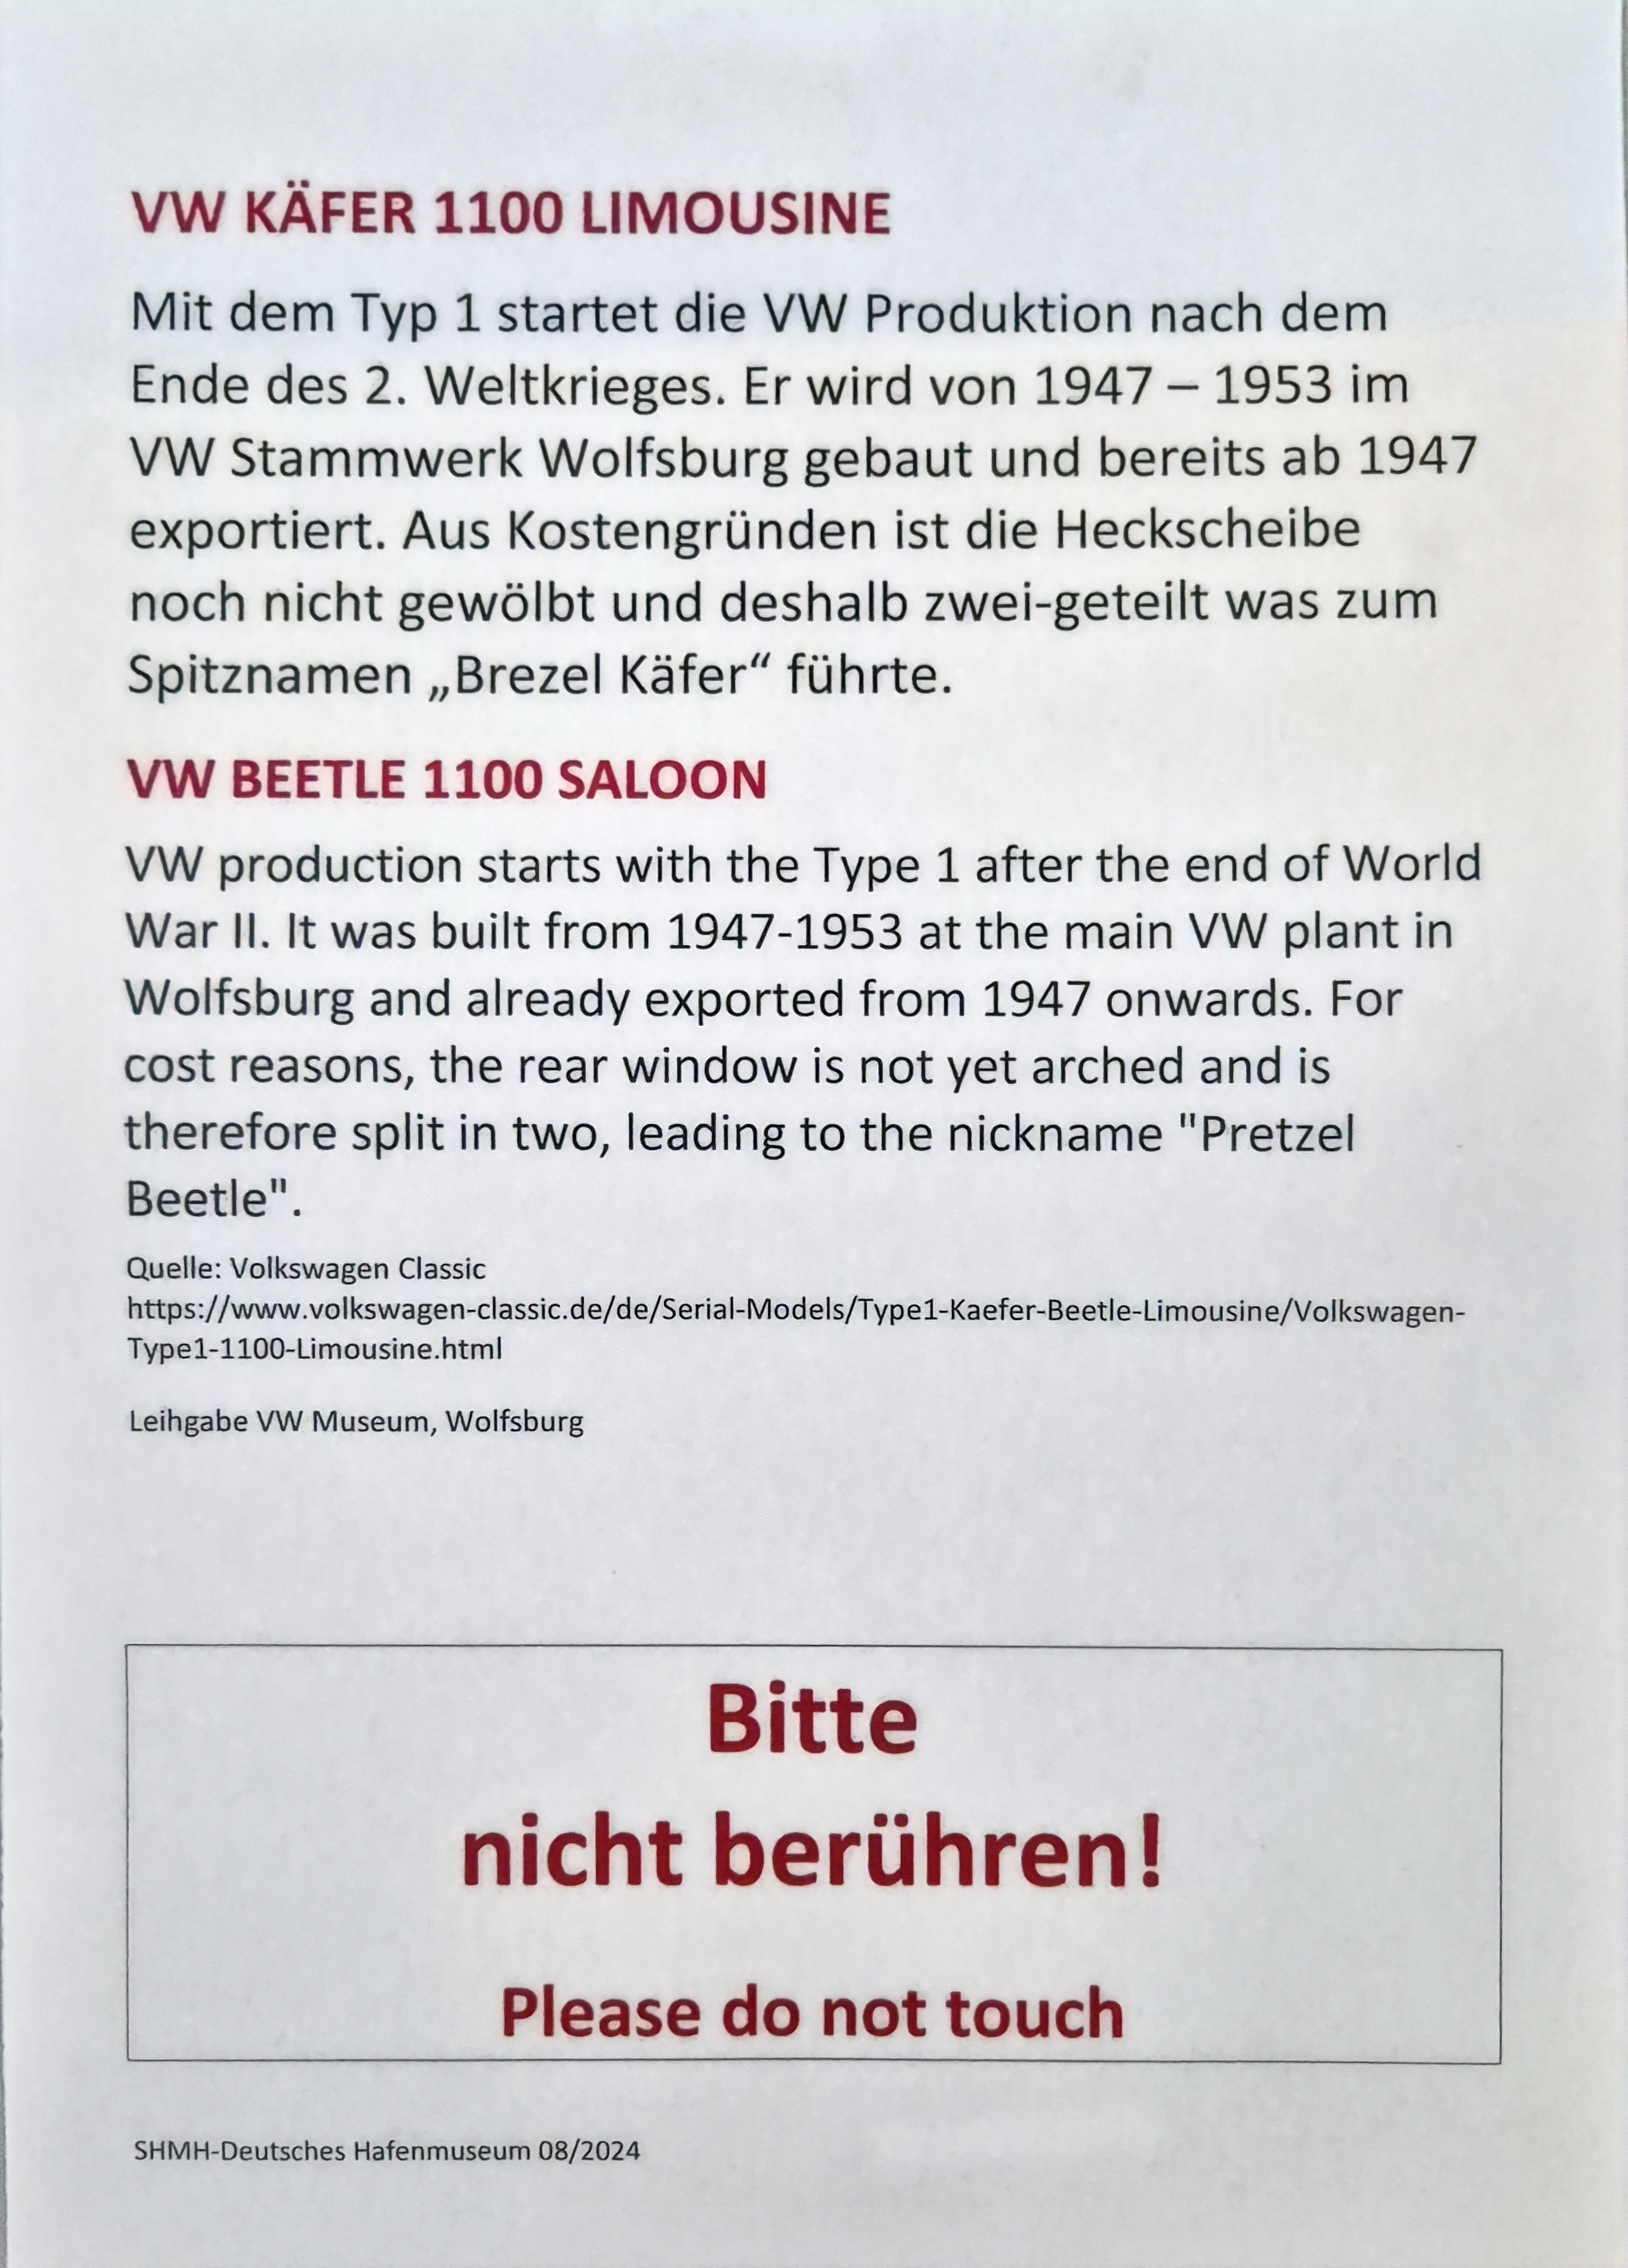 VW KÄFER 1100 LIMOUSINE
Mit dem Typ 1 startet die VW Produktion nach dem
Ende des 2. Weltkrieges. Er wird von 1947 – 1953 im
VW Stammwerk Wolfsburg gebaut und bereits ab 1947
exportiert. Aus Kostengründen ist die Heckscheibe
noch nicht gewölbt und deshalb zwei-geteilt was zum
Spitznamen „Brezel Käfer“ führte.
VW BEETLE 1100 SALOON
VW production starts with the Type 1 after the end of World
War II. It was built from 1947-1953 at the main VW plant in
Wolfsburg and already exported from 1947 onwards. For
cost reasons, the rear window is not yet arched and is
therefore split in two, leading to the nickname "Pretzel
Beetle".
Quelle: Volkswagen Classic
https://www.volkswagen-classic.de/de/Serial-Models/Type1-Kaefer-Beetle-Limousine/Volkswagen-
Type1-1100-Limousine.html
Leihgabe VW Museum, Wolfsburg
Bitte
nicht berühren!
Please do not touch
SHMH-Deutsches Hafenmuseum 08/2024